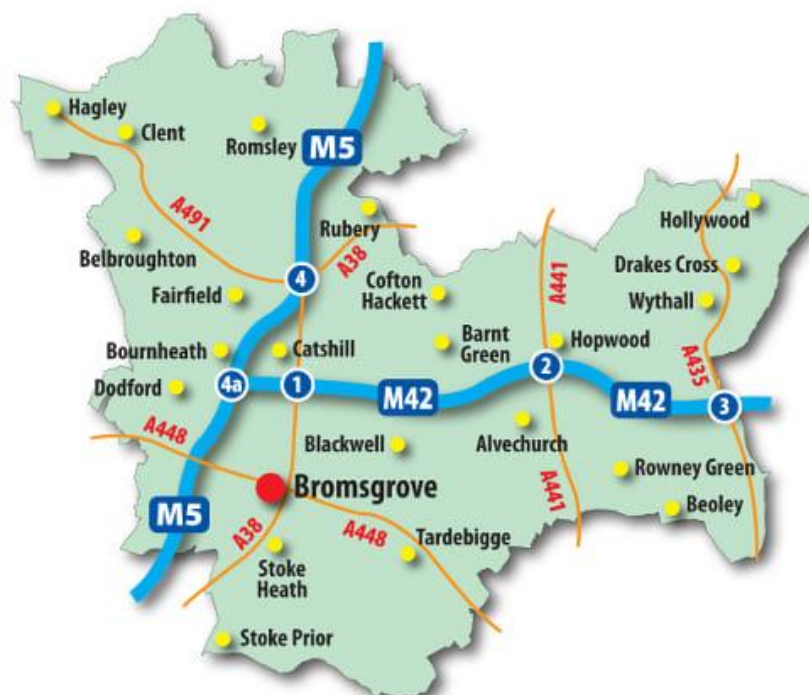 Hagley
Clent
Romsley
M5
A491
Rubery
A38
Belbroughton
4
Fairfield
Cofton
Hackett
A441
Hollywood
Drakes Cross
Wythall
Bournheath
Catshill
Barnt
Green
Hopwood
A435
Dodford
4a
1
M42
2
M42
3
A448
Blackwell
Alvechurch
Bromsgrove
Rowney Green
A441
Beoley
M5
A38
A448
Tardebigge
Stoke
Heath
Stoke Prior